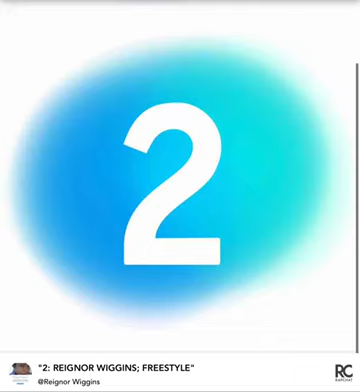 2
"2: REIGNOR WIGGINS; FREESTYLE"
@Reignor Wiggins
RC
RAPCHAT